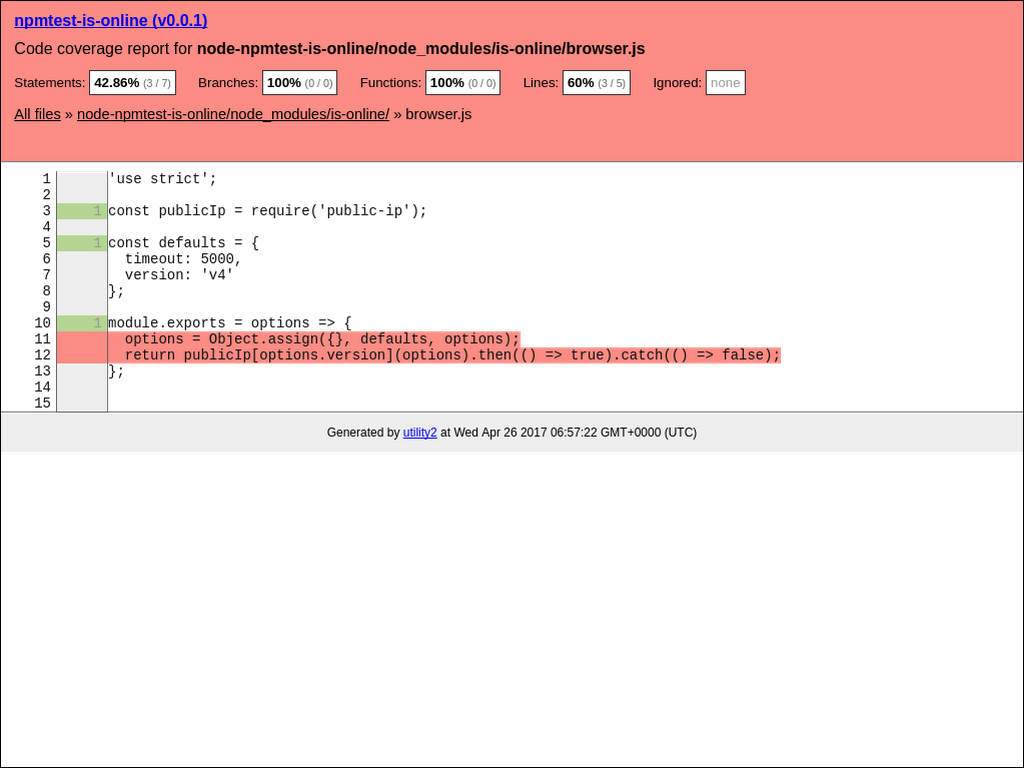 npmtest-is-online (v0.0.1)
Code coverage report for node-npmtest-is-online/node_modules/is-online/browser.js
Statements: 42.86% (3 / 7) Branches: 100% (0 / 0) Functions: 100% (0 / 0) Lines: 60% (3 / 5) Ignored: none
All files » node-npmtest-is-online/node_modules/is-online/ » browser.js
1 'use strict';
2
3 1 const publicIp = require('public-ip');
4
5 1 const defaults = {
6 timeout: 5000,
7 version: 'v4'
8 };
9
10 1 module.exports = options => {
11 options = Object.assign({}, defaults, options);
12 return publicIp[options.version](options).then(() => true).catch(() => false);
13 };
14
15
Generated by utility2 at Wed Apr 26 2017 06:57:22 GMT+0000 (UTC)